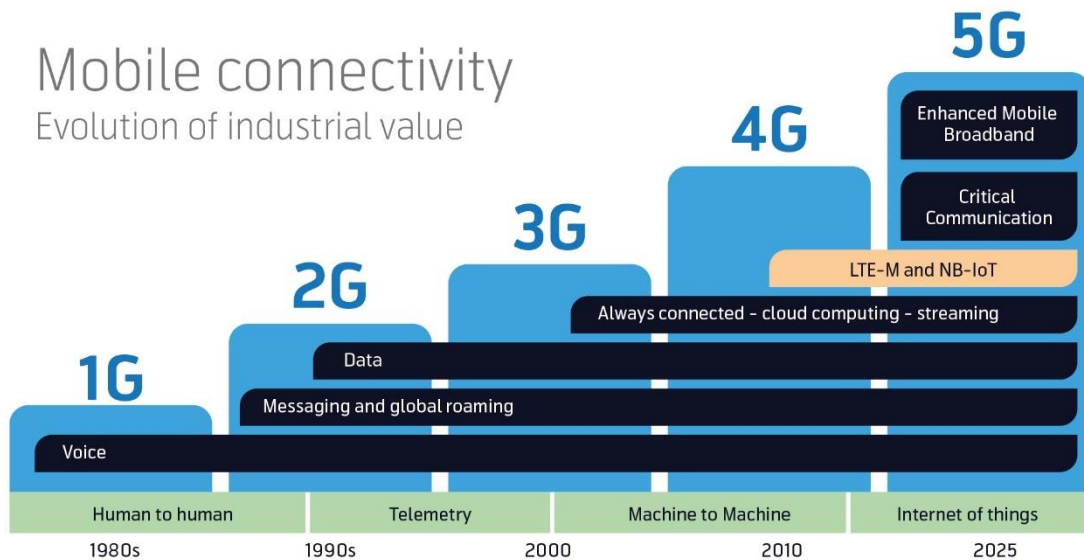 Mobile connectivity
Evolution of industrial value
1G
2G
3G
4G
5G
Enhanced Mobile
Broadband
Critical
Communication
LTE-M and NB-IoT
Always connected - cloud computing - streaming
Data
Messaging and global roaming
Voice
Human to human
Telemetry
Machine to Machine
Internet of things
1980s
1990s
2000
2010
2025